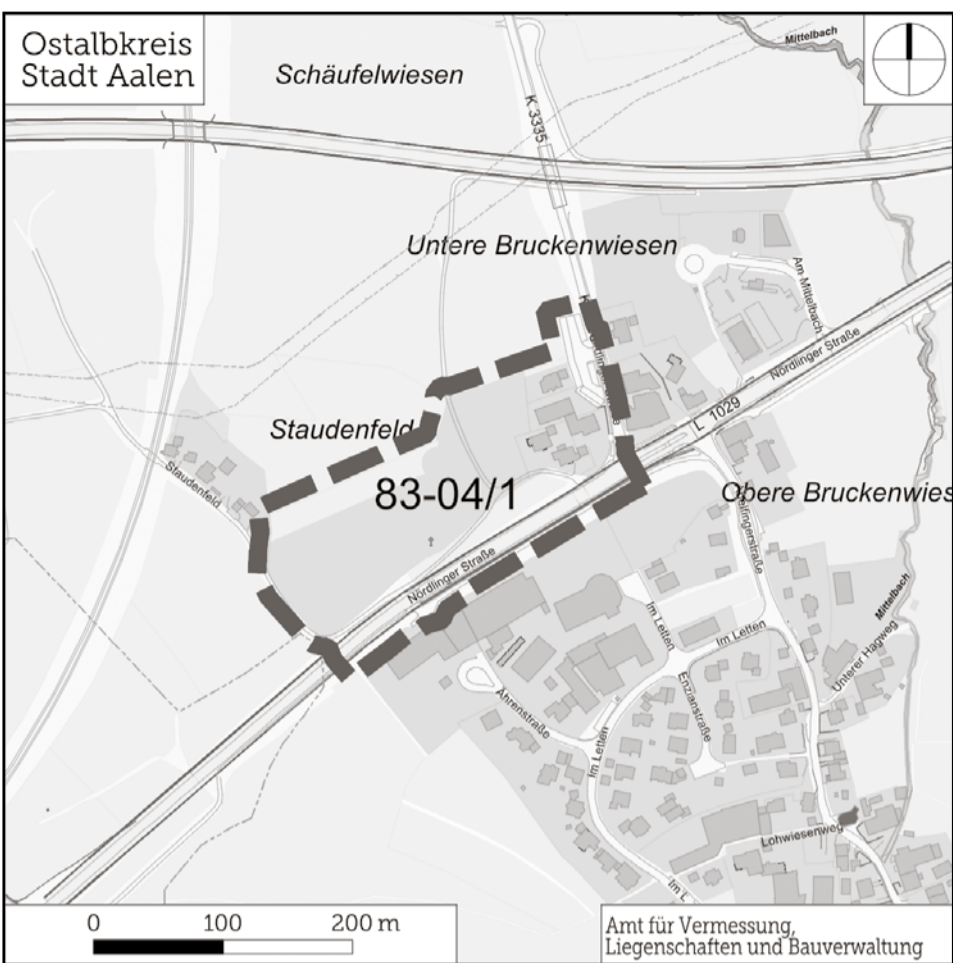 Ostalbkreis
Stadt Aalen
Schäufelwiesen
Mittelbach
K 3335
Untere Bruckenwiesen
Am Mittelbach
Nördlinger Straße
L 1029
Staudenfeld
Staudenfeld
83-04/1
Obere Bruckenwies
Nördlinger Straße
Im Letten
Im Letten
Mittelbach
Unterer Hagweg
Ährenstraße
Enzianstraße
Im Letten
Lohwiesenweg
Im L
0 100 200 m
Amt für Vermessung,
Liegenschaften und Bauverwaltung